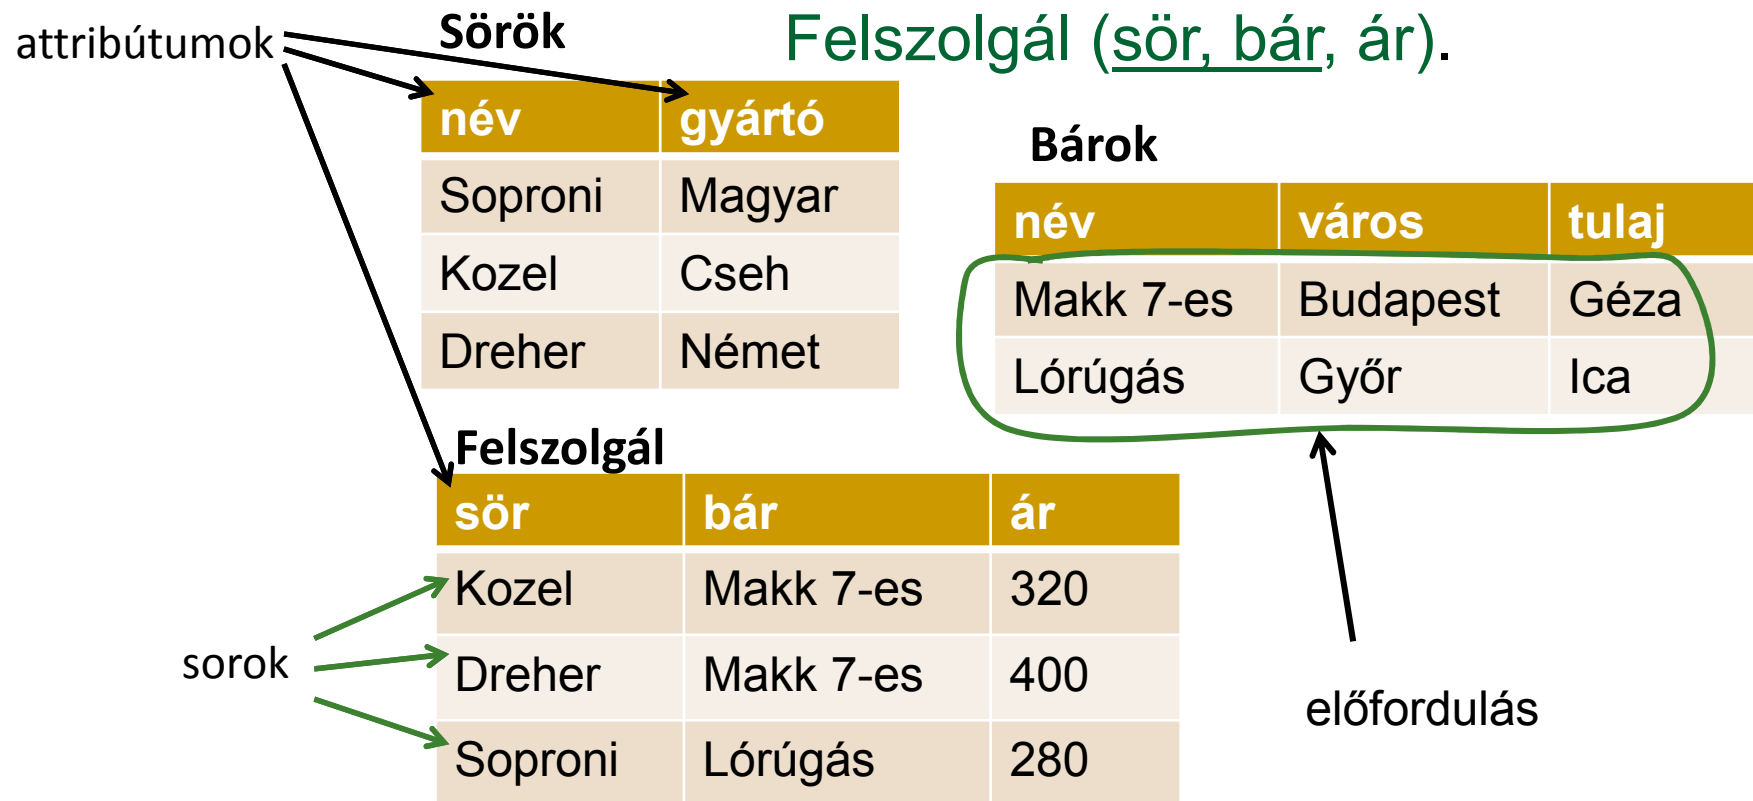 attribútumok
Sörök
Felszolgál (sör, bár, ár).
név gyártó
Soproni Magyar
Kozel Cseh
Dreher Német
Bárok
név város tulaj
Makk 7-es Budapest Géza
Lórúgás Győr Ica
Felszolgál
sör bár ár
Kozel Makk 7-es 320
Dreher Makk 7-es 400
Soproni Lórúgás 280
sorok
előfordulás